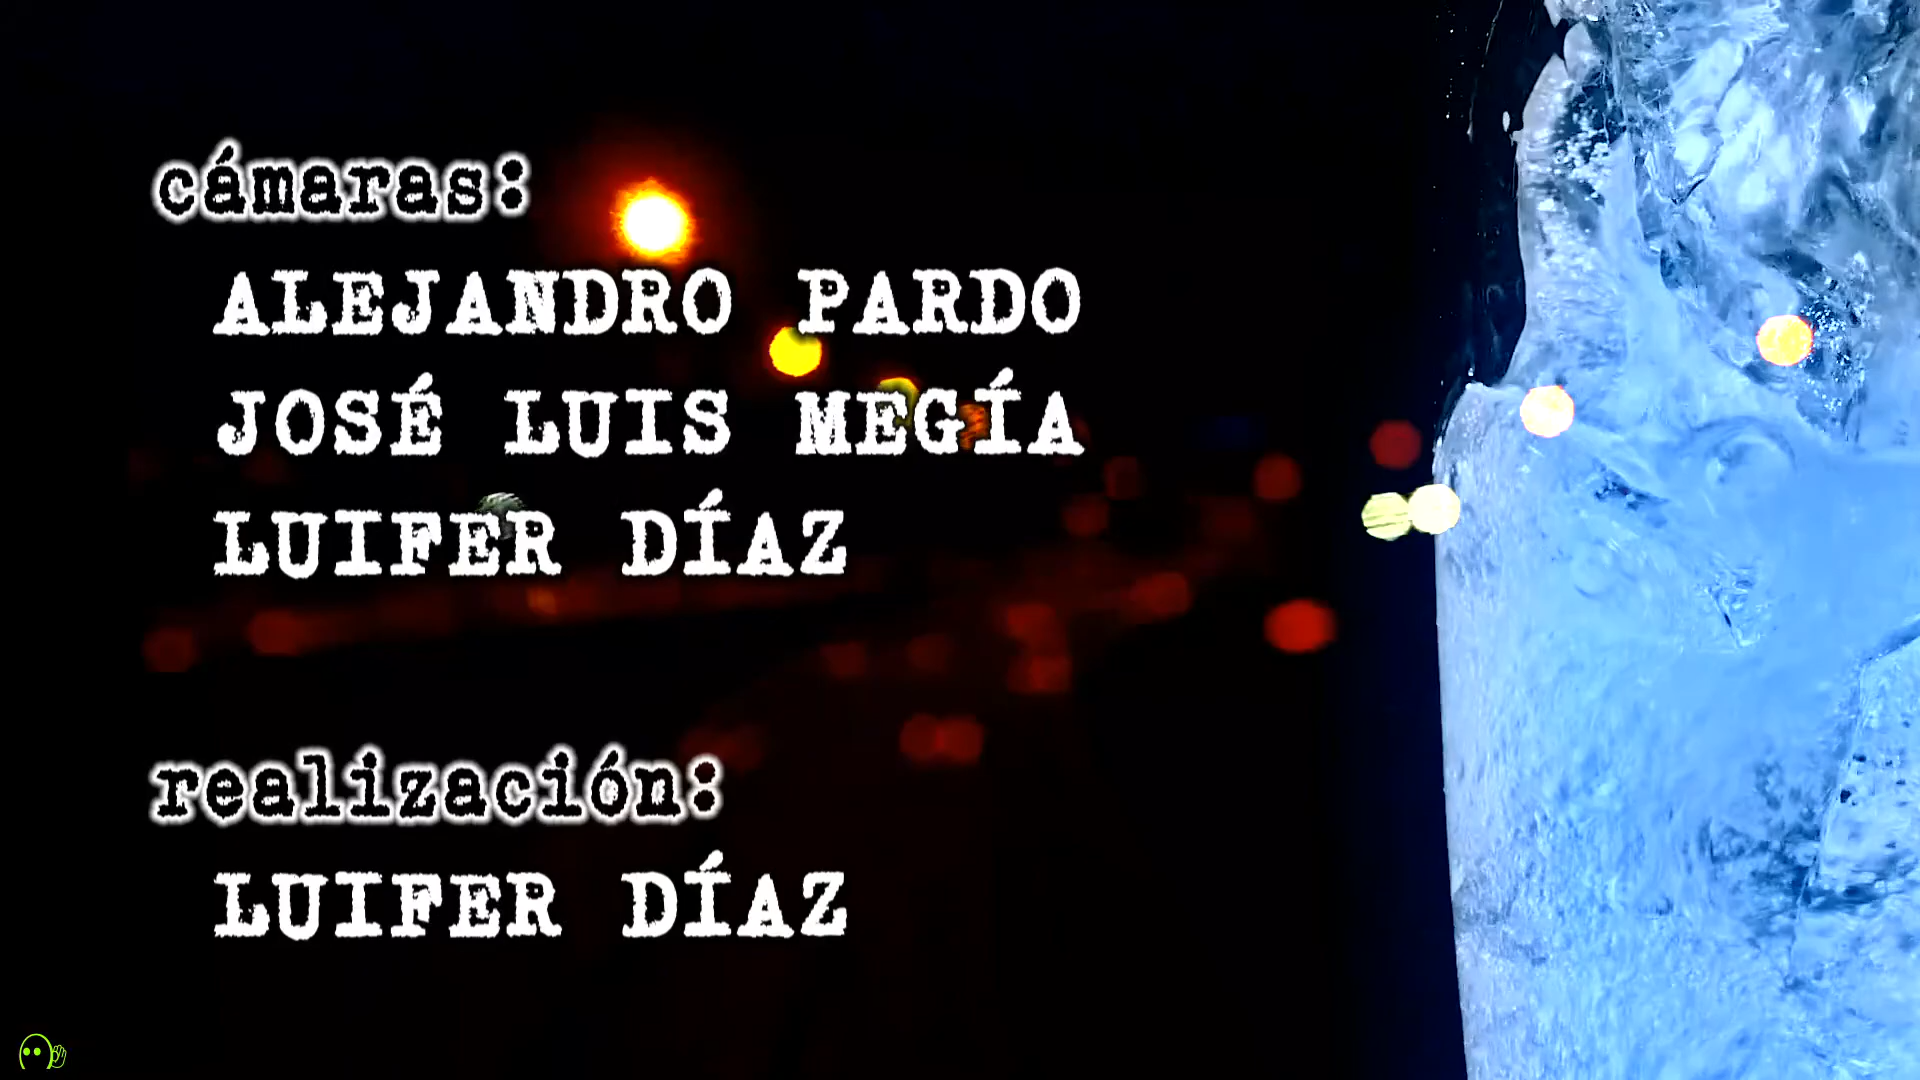 cámaras:
ALEJANDRO PARDO
JOSÉ LUIS MEGÍA
LUIFER DÍAZ
realización:
LUIFER DÍAZ